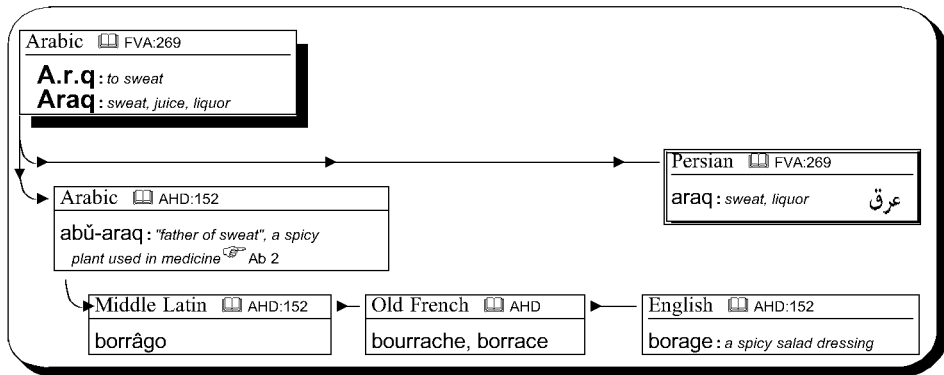 Arabic FVA:269
A.r.q : to sweat
Araq : sweat, juice, liquor
Persian FVA:269
araq : sweat, liquor عرق
Arabic AHD:152
abŭ-araq : "father of sweat", a spicy
plant used in medicine Ab 2
Middle Latin AHD:152
borrâgo
Old French AHD
bourrache, borrace
English AHD:152
borage : a spicy salad dressing